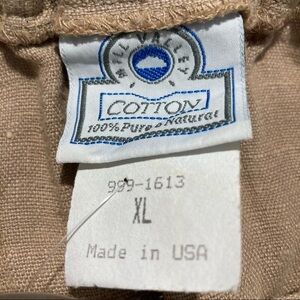 MILL VALLEY
COTTON
100% Pure & Natural
999-1613
XL
Made in USA